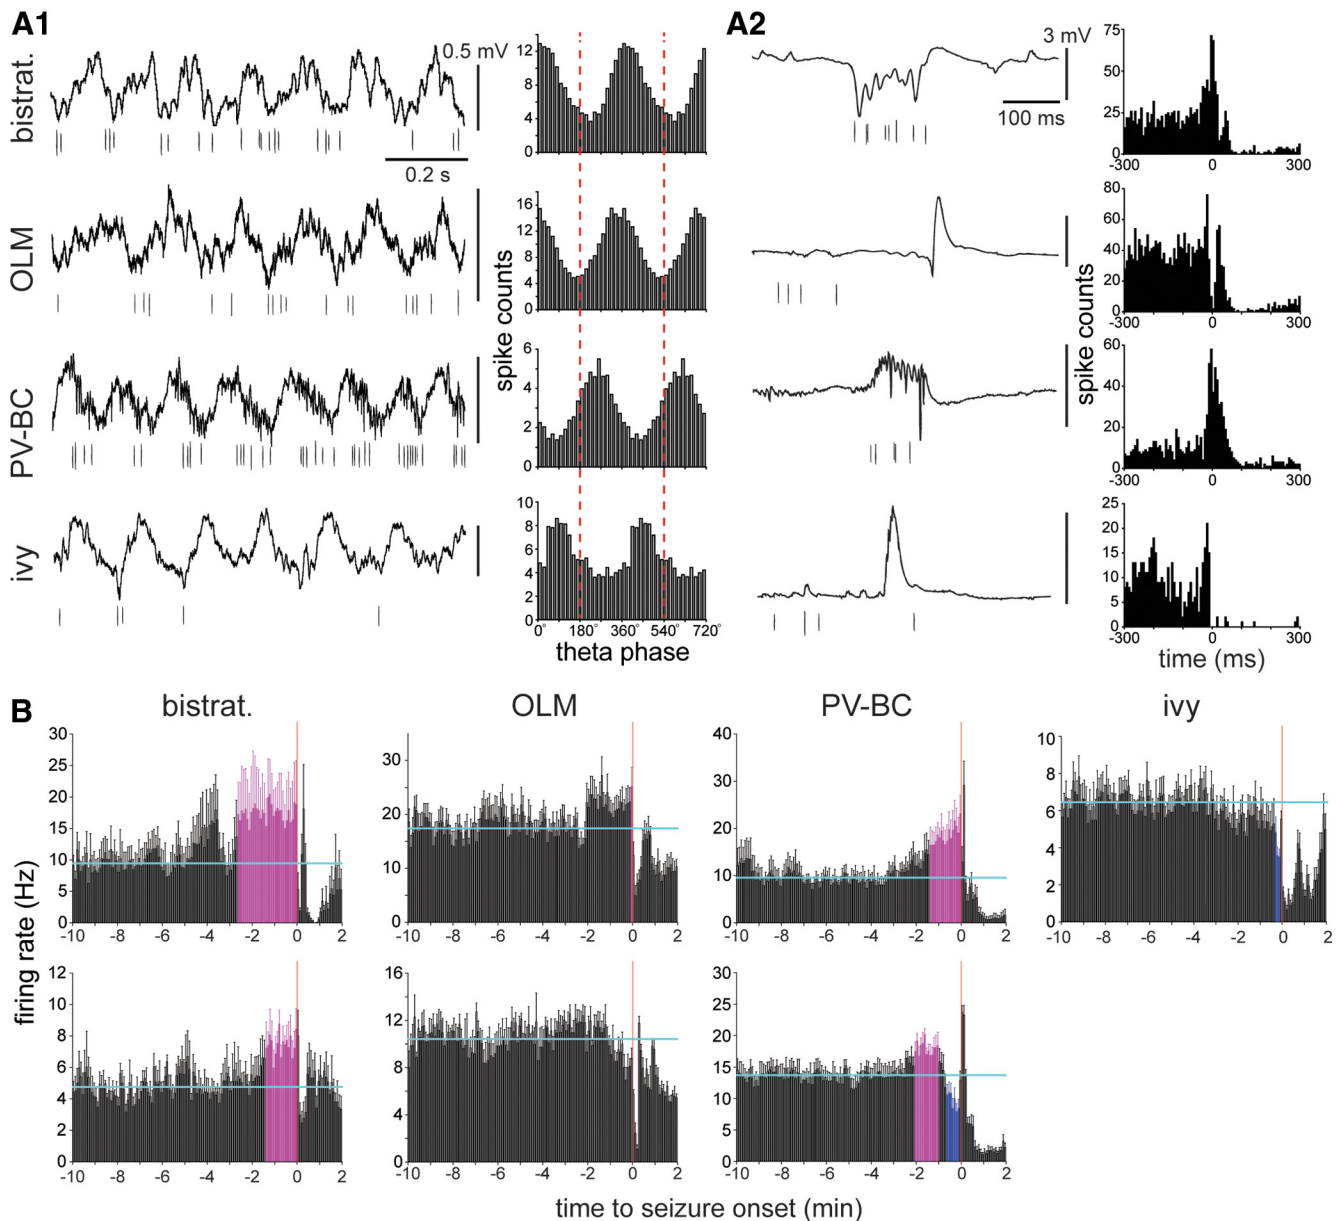 A1
A2
bistrat.
0.5 mV
0.2 s
12
8
4
0
3 mV
100 ms
75
50
25
0
-300 0 300
OLM
16
12
8
4
0
80
60
40
20
0
-300 0 300
spike counts
spike counts
PV-BC
6
5
4
3
2
1
0
60
40
20
0
-300 0 300
ivy
10
8
6
4
2
0
0° 180° 360° 540° 720°
theta phase
25
20
15
10
5
0
-300 0 300
time (ms)
B
bistrat.
OLM
PV-BC
ivy
firing rate (Hz)
30
25
20
15
10
5
0
-10 -8 -6 -4 -2 0 2
30
20
10
0
-10 -8 -6 -4 -2 0 2
40
30
20
10
0
-10 -8 -6 -4 -2 0 2
10
8
6
4
2
0
-10 -8 -6 -4 -2 0 2
12
10
8
6
4
2
0
-10 -8 -6 -4 -2 0 2
16
12
8
4
0
-10 -8 -6 -4 -2 0 2
30
25
20
15
10
5
0
-10 -8 -6 -4 -2 0 2
time to seizure onset (min)